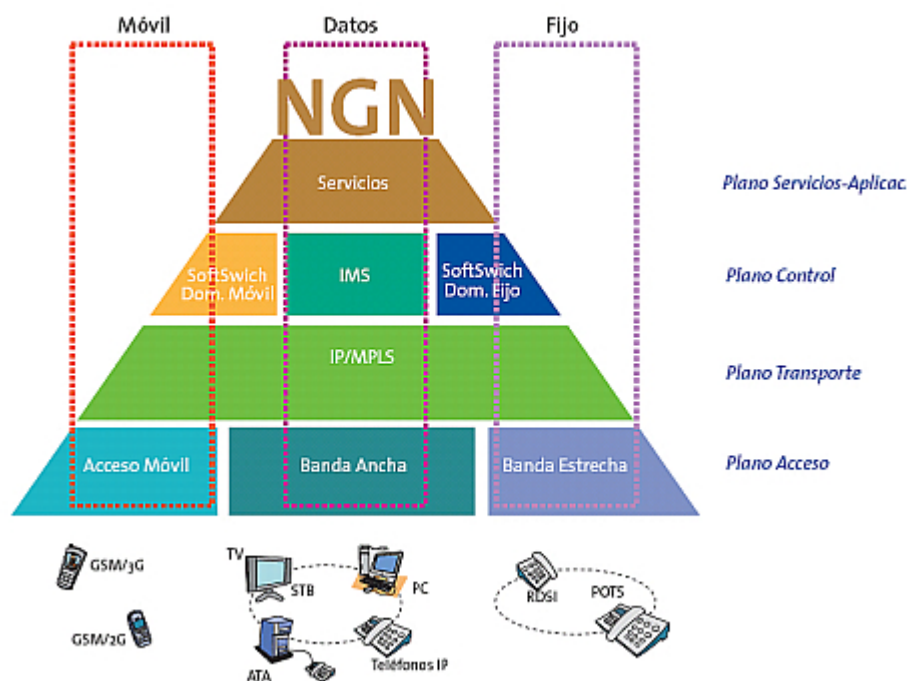 Móvil Datos Fijo
NGN
Servicios
Plano Servicios-Aplicac.
SoftSwich
Dom. Móvil
IMS
SoftSwich
Dom. Fijo
Plano Control
IP/MPLS
Plano Transporte
Acceso Móvil
Banda Ancha
Banda Estrecha
Plano Acceso
GSM/3G
GSM/2G
TV
STB
PC
ATA
Teléfonos IP
RDSI
POTS